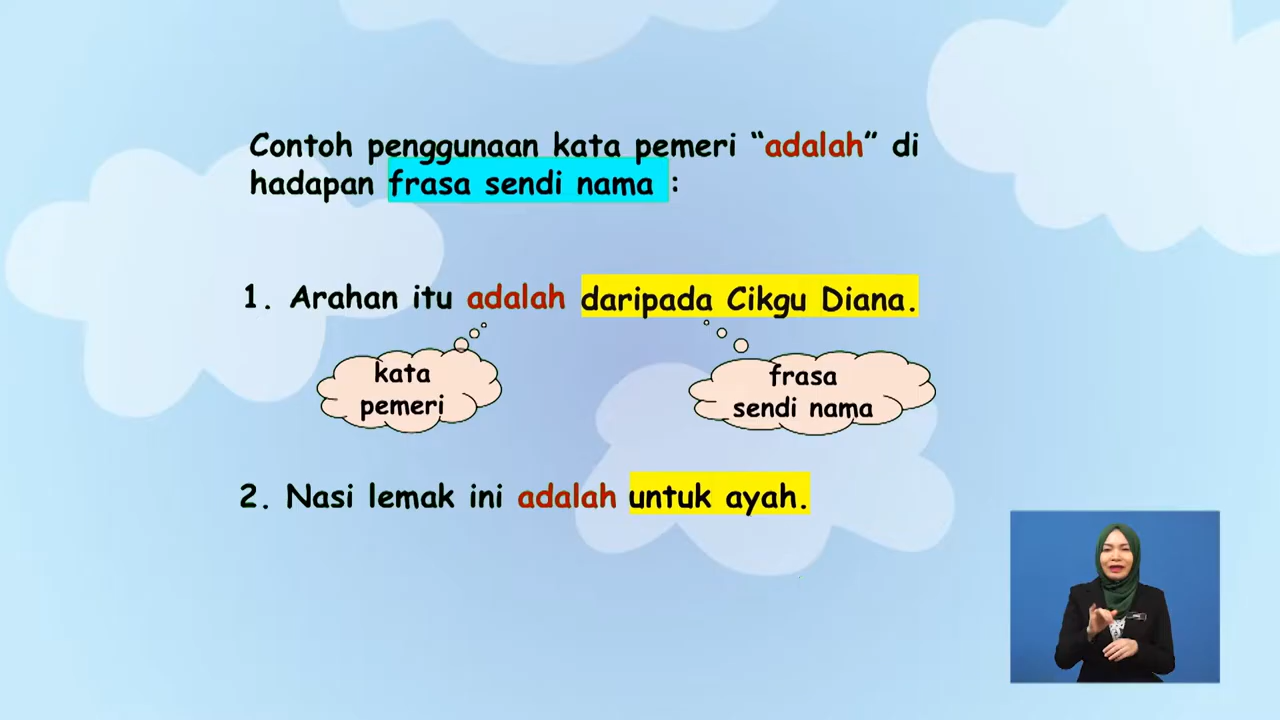 Contoh penggunaan kata pemeri “adalah” di
hadapan frasa sendi nama :
1. Arahan itu adalah daripada Cikgu Diana.
kata
pemeri
frasa
sendi nama
2. Nasi lemak ini adalah untuk ayah.